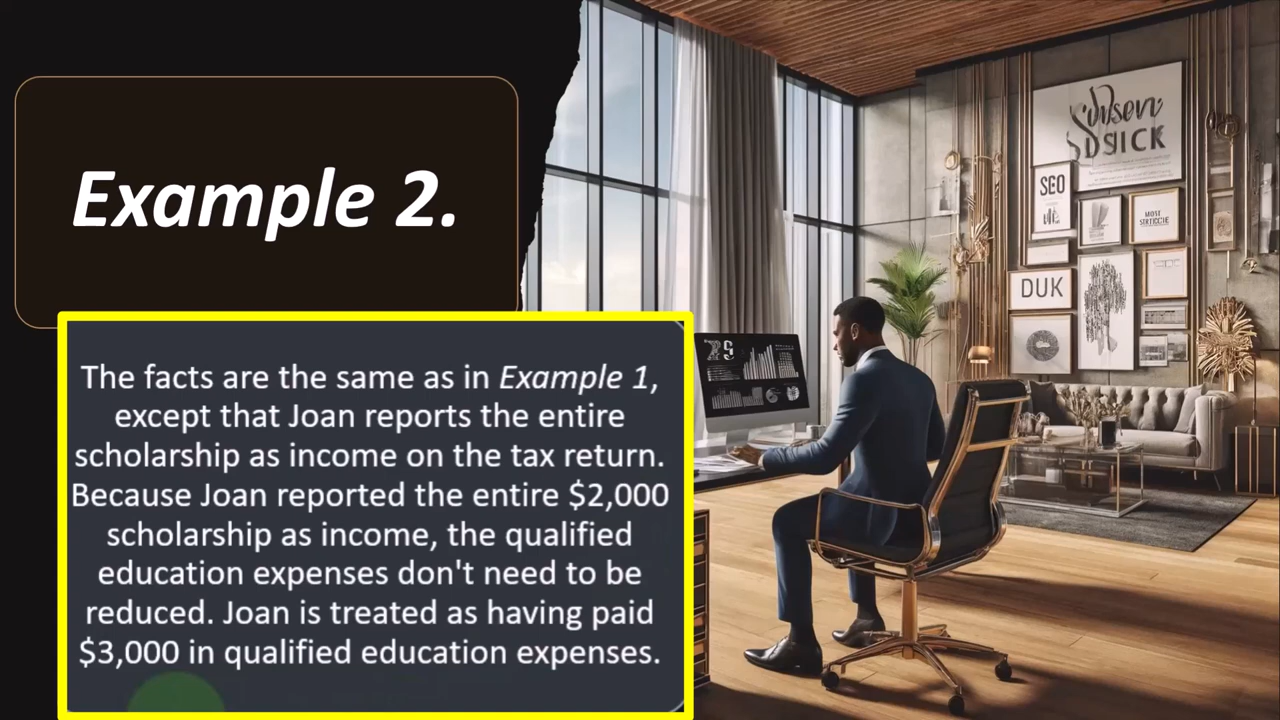 Example 2.
The facts are the same as in Example 1,
except that Joan reports the entire
scholarship as income on the tax return.
Because Joan reported the entire $2,000
scholarship as income, the qualified
education expenses don't need to be
reduced. Joan is treated as having paid
$3,000 in qualified education expenses.
SEO
DUK